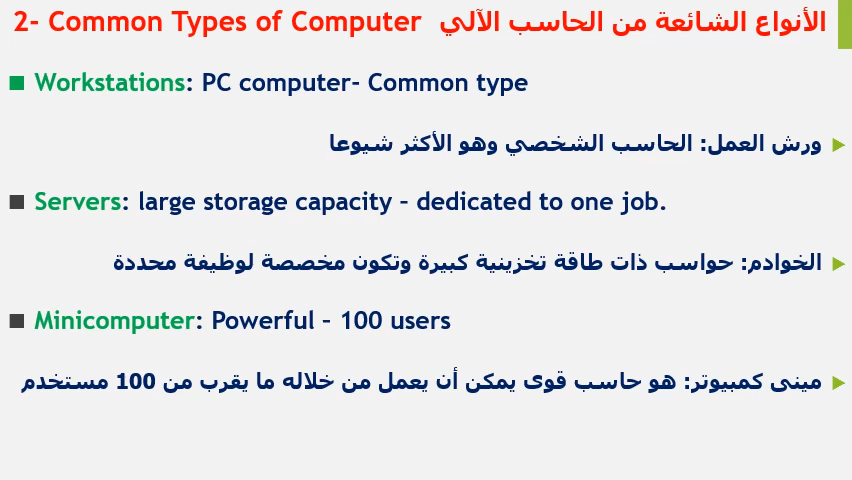 2- Common Types of Computer الأنواع الشائعة من الحاسب الآلي
Workstations: PC computer- Common type
ورش العمل: الحاسب الشخصي وهو الأكثر شيوعا
Servers: large storage capacity – dedicated to one job.
الخوادم: حواسب ذات طاقة تخزينية كبيرة وتكون مخصصة لوظيفة محددة
Minicomputer: Powerful – 100 users
مينى كمبيوتر: هو حاسب قوى يمكن أن يعمل من خلاله ما يقرب من 100 مستخدم